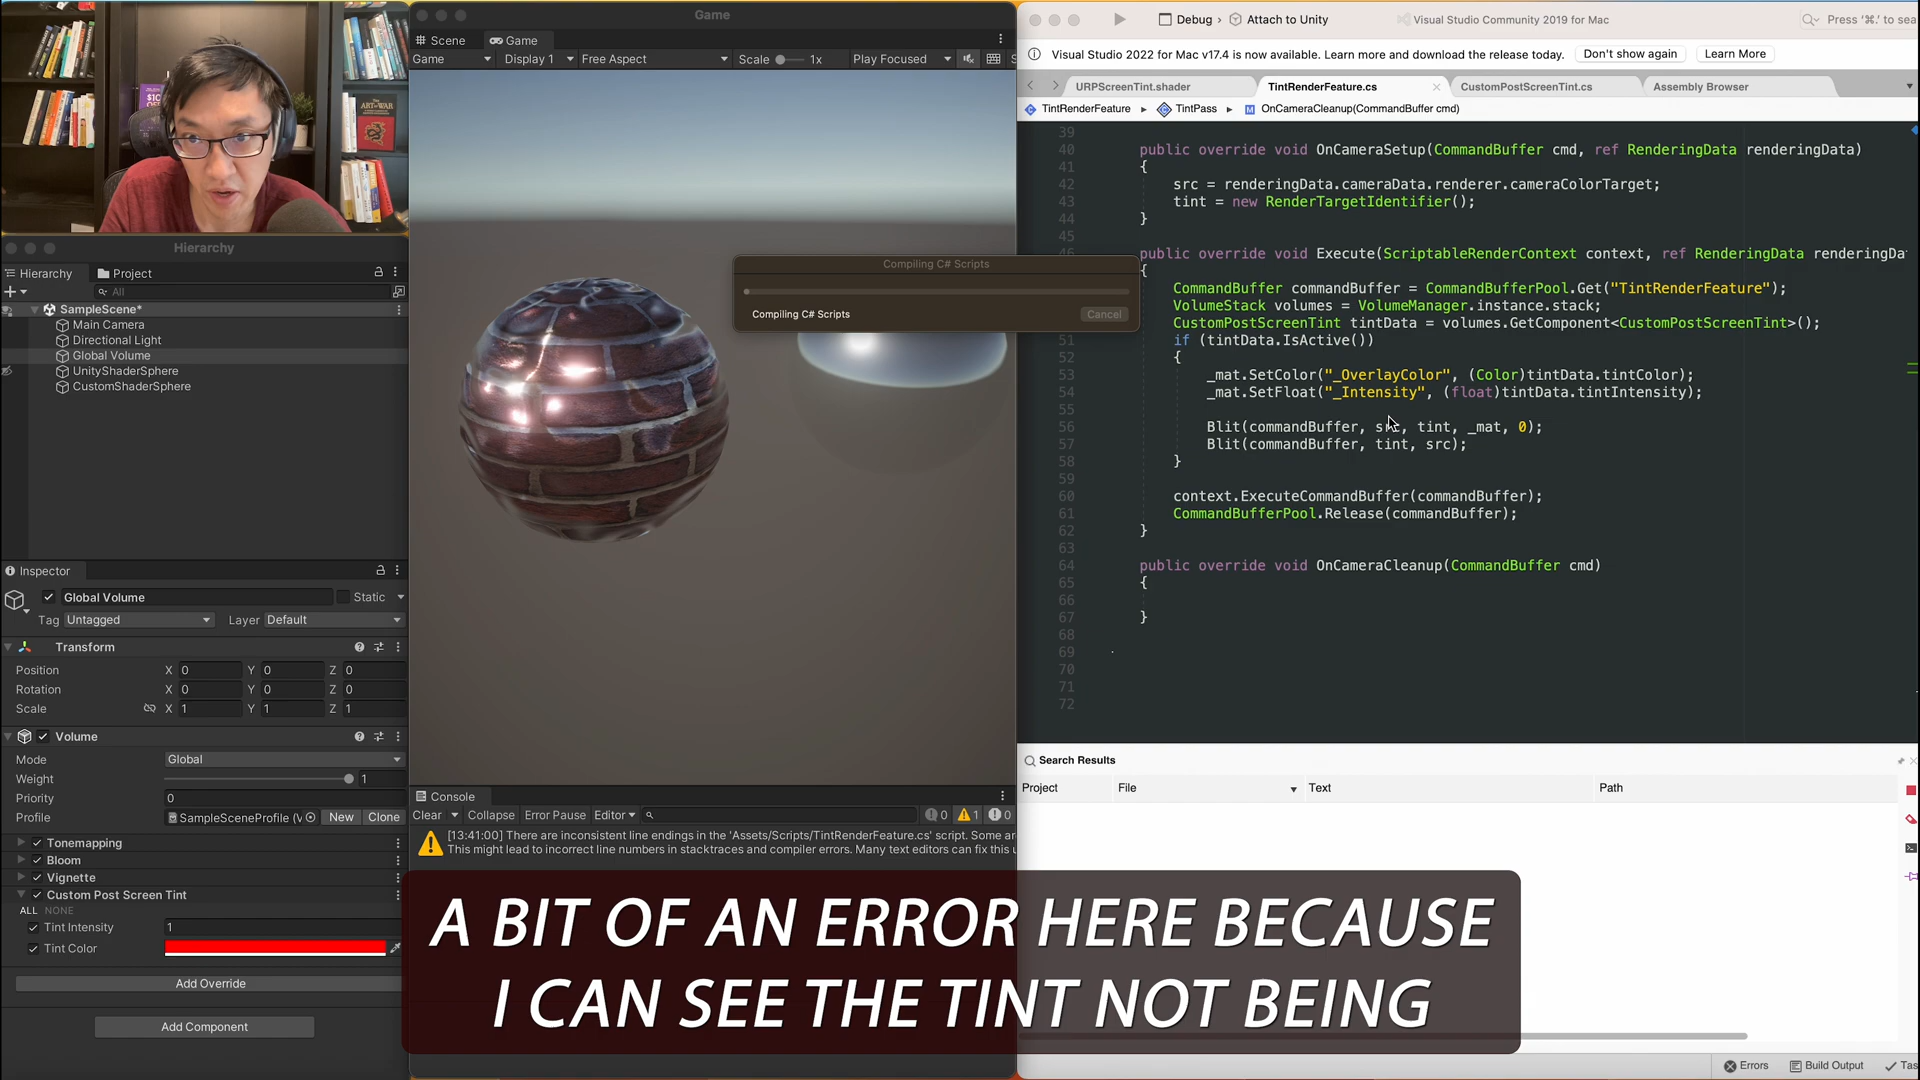 Game
Scene
Game
Game
Display 1
Free Aspect
Scale
1x
Play Focused
Hierarchy
Hierarchy
Project
All
SampleScene*
Main Camera
Directional Light
Global Volume
UnityShaderSphere
CustomShaderSphere
Inspector
Global Volume
Static
Tag Untagged
Layer Default
Transform
Position X 0 Y 0 Z 0
Rotation X 0 Y 0 Z 0
Scale X 1 Y 1 Z 1
Volume
Mode Global
Weight 1
Priority 0
Profile SampleSceneProfile (V New Clone
Tonemapping
Bloom
Vignette
Custom Post Screen Tint
ALL NONE
Tint Intensity 1
Tint Color
Add Override
Add Component
Compiling C# Scripts
Compiling C# Scripts
Cancel
Console
Clear Collapse Error Pause Editor 0 1 0
[13:41:00] There are inconsistent line endings in the 'Assets/Scripts/TintRenderFeature.cs' script. Some ar
This might lead to incorrect line numbers in stacktraces and compiler errors. Many text editors can fix this u
Debug › Attach to Unity
Visual Studio Community 2019 for Mac
Press '⌘.' to sea
Visual Studio 2022 for Mac v17.4 is now available. Learn more and download the release today.
Don't show again
Learn More
URPScreenTint.shader
TintRenderFeature.cs
CustomPostScreenTint.cs
Assembly Browser
TintRenderFeature ▸ TintPass ▸ OnCameraCleanup(CommandBuffer cmd)
39
40 public override void OnCameraSetup(CommandBuffer cmd, ref RenderingData renderingData)
41 {
42 src = renderingData.cameraData.renderer.cameraColorTarget;
43 tint = new RenderTargetIdentifier();
44 }
45
46 public override void Execute(ScriptableRenderContext context, ref RenderingData renderingDa
{
CommandBuffer commandBuffer = CommandBufferPool.Get("TintRenderFeature");
VolumeStack volumes = VolumeManager.instance.stack;
CustomPostScreenTint tintData = volumes.GetComponent<CustomPostScreenTint>();
51 if (tintData.IsActive())
52 {
53 _mat.SetColor("_OverlayColor", (Color)tintData.tintColor);
54 _mat.SetFloat("_Intensity", (float)tintData.tintIntensity);
55
56 Blit(commandBuffer, src, tint, _mat, 0);
57 Blit(commandBuffer, tint, src);
58 }
59
60 context.ExecuteCommandBuffer(commandBuffer);
61 CommandBufferPool.Release(commandBuffer);
62 }
63
64 public override void OnCameraCleanup(CommandBuffer cmd)
65 {
66
67 }
68
69
70
71
72
Search Results
Project File Text Path
Errors Build Output Tas
A BIT OF AN ERROR HERE BECAUSE
I CAN SEE THE TINT NOT BEING
THE ART OF WAR